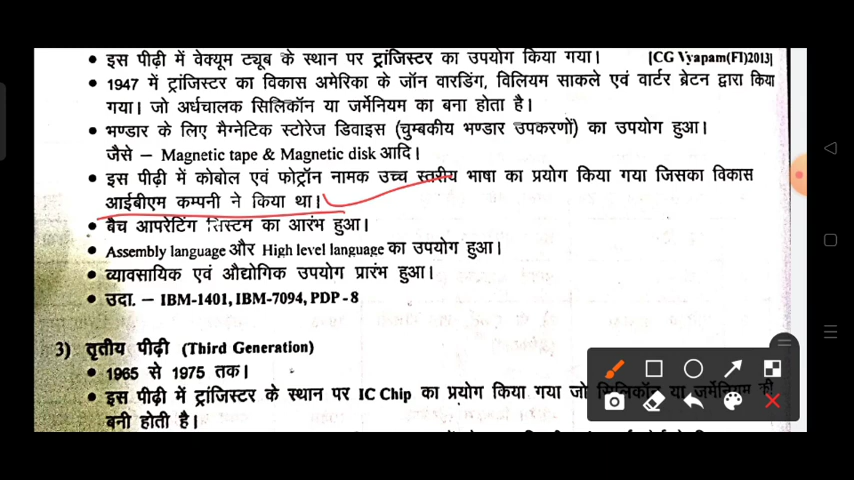 • इस पीढ़ी में वेक्यूम ट्यूब के स्थान पर ट्रांजिस्टर का उपयोग किया गया। [CG Vyapam(FI)2013]
• 1947 में ट्रांजिस्टर का विकास अमेरिका के जॉन वारडिंग, विलियम साकले एवं वार्टर ब्रेटन द्वारा किया
गया। जो अर्धचालक सिलिकॉन या जर्मेनियम का बना होता है।
• भण्डार के लिए मैग्नेटिक स्टोरेज डिवाइस (चुम्बकीय भण्डार उपकरणों) का उपयोग हुआ।
जैसे – Magnetic tape & Magnetic disk आदि।
• इस पीढ़ी में कोबोल एवं फोट्रॉन नामक उच्च स्तरीय भाषा का प्रयोग किया गया जिसका विकास
आईबीएम कम्पनी ने किया था।
• बैच आपरेटिंग सिस्टम का आरंभ हुआ।
• Assembly language और High level language का उपयोग हुआ।
• व्यावसायिक एवं औद्योगिक उपयोग प्रारंभ हुआ।
• उदा. – IBM-1401, IBM-7094, PDP - 8
3) तृतीय पीढ़ी (Third Generation)
• 1965 से 1975 तक।
• इस पीढ़ी में ट्रांजिस्टर के स्थान पर IC Chip का प्रयोग किया गया जो सिलिकॉन या जर्मेनियम की
बनी होती है।